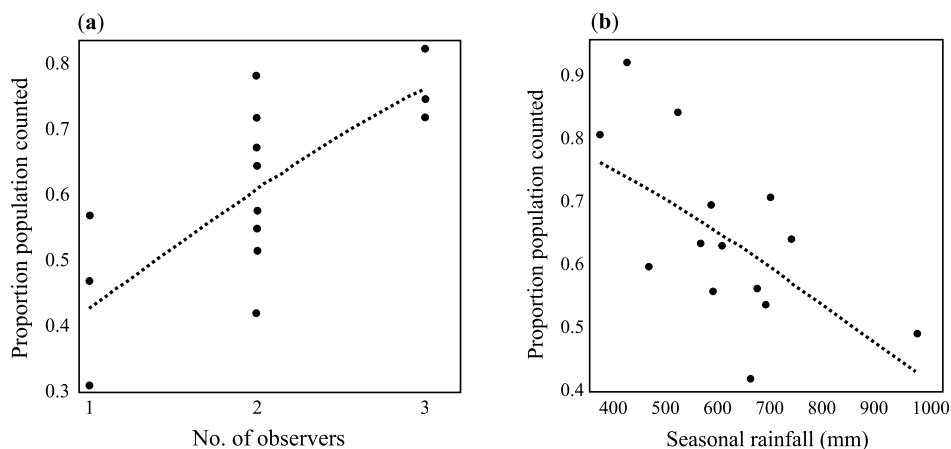 (a)
Proportion population counted
0.8
0.7
0.6
0.5
0.4
0.3
1 2 3
No. of observers
(b)
Proportion population counted
0.9
0.8
0.7
0.6
0.5
0.4
400 500 600 700 800 900 1000
Seasonal rainfall (mm)